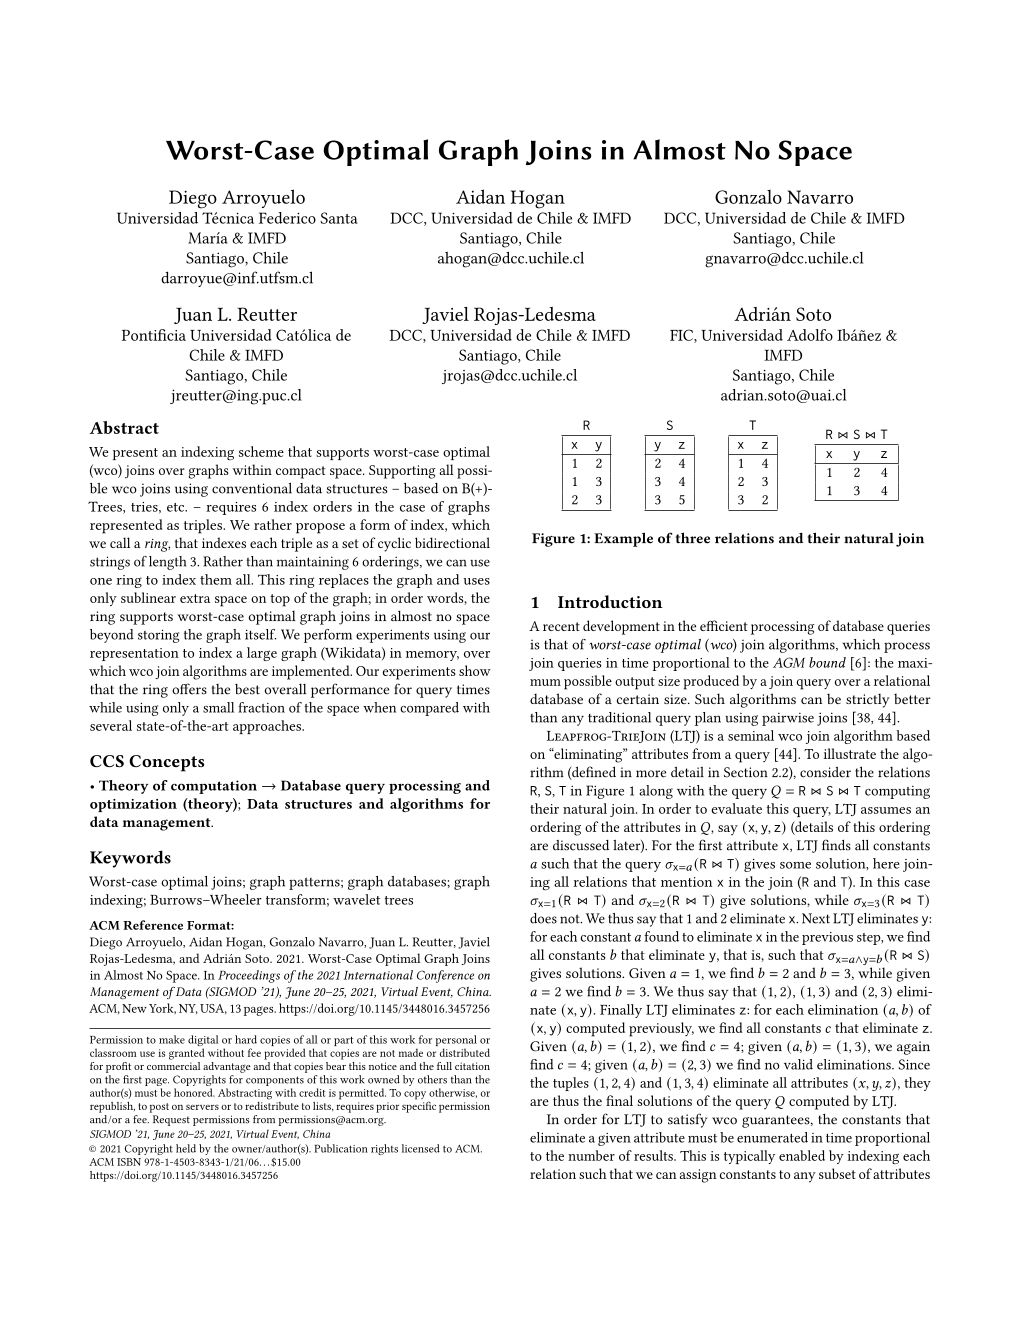 Worst-Case Optimal Graph Joins in Almost No Space
Diego Arroyuelo
Universidad Técnica Federico Santa
María & IMFD
Santiago, Chile
darroyue@inf.utfsm.cl
Aidan Hogan
DCC, Universidad de Chile & IMFD
Santiago, Chile
ahogan@dcc.uchile.cl
Gonzalo Navarro
DCC, Universidad de Chile & IMFD
Santiago, Chile
gnavarro@dcc.uchile.cl
Juan L. Reutter
Pontificia Universidad Católica de
Chile & IMFD
Santiago, Chile
jreutter@ing.puc.cl
Javiel Rojas-Ledesma
DCC, Universidad de Chile & IMFD
Santiago, Chile
jrojas@dcc.uchile.cl
Adrián Soto
FIC, Universidad Adolfo Ibáñez &
IMFD
Santiago, Chile
adrian.soto@uai.cl
Abstract
We present an indexing scheme that supports worst-case optimal
(wco) joins over graphs within compact space. Supporting all possi-
ble wco joins using conventional data structures – based on B(+)-
Trees, tries, etc. – requires 6 index orders in the case of graphs
represented as triples. We rather propose a form of index, which
we call a ring, that indexes each triple as a set of cyclic bidirectional
strings of length 3. Rather than maintaining 6 orderings, we can use
one ring to index them all. This ring replaces the graph and uses
only sublinear extra space on top of the graph; in order words, the
ring supports worst-case optimal graph joins in almost no space
beyond storing the graph itself. We perform experiments using our
representation to index a large graph (Wikidata) in memory, over
which wco join algorithms are implemented. Our experiments show
that the ring offers the best overall performance for query times
while using only a small fraction of the space when compared with
several state-of-the-art approaches.
CCS Concepts
• Theory of computation → Database query processing and
optimization (theory); Data structures and algorithms for
data management.
Keywords
Worst-case optimal joins; graph patterns; graph databases; graph
indexing; Burrows–Wheeler transform; wavelet trees
ACM Reference Format:
Diego Arroyuelo, Aidan Hogan, Gonzalo Navarro, Juan L. Reutter, Javiel
Rojas-Ledesma, and Adrián Soto. 2021. Worst-Case Optimal Graph Joins
in Almost No Space. In Proceedings of the 2021 International Conference on
Management of Data (SIGMOD ’21), June 20–25, 2021, Virtual Event, China.
ACM, New York, NY, USA, 13 pages. https://doi.org/10.1145/3448016.3457256
Permission to make digital or hard copies of all or part of this work for personal or
classroom use is granted without fee provided that copies are not made or distributed
for profit or commercial advantage and that copies bear this notice and the full citation
on the first page. Copyrights for components of this work owned by others than the
author(s) must be honored. Abstracting with credit is permitted. To copy otherwise, or
republish, to post on servers or to redistribute to lists, requires prior specific permission
and/or a fee. Request permissions from permissions@acm.org.
SIGMOD ’21, June 20–25, 2021, Virtual Event, China
© 2021 Copyright held by the owner/author(s). Publication rights licensed to ACM.
ACM ISBN 978-1-4503-8343-1/21/06...$15.00
https://doi.org/10.1145/3448016.3457256
R
x y
1 2
1 3
2 3
S
y z
2 4
3 4
3 5
T
x z
1 4
2 3
3 2
R ⋈ S ⋈ T
x y z
1 2 4
1 3 4
Figure 1: Example of three relations and their natural join
1 Introduction
A recent development in the efficient processing of database queries
is that of worst-case optimal (wco) join algorithms, which process
join queries in time proportional to the AGM bound [6]: the maxi-
mum possible output size produced by a join query over a relational
database of a certain size. Such algorithms can be strictly better
than any traditional query plan using pairwise joins [38, 44].
Leapfrog-TrieJoin (LTJ) is a seminal wco join algorithm based
on “eliminating” attributes from a query [44]. To illustrate the algo-
rithm (defined in more detail in Section 2.2), consider the relations
R, S, T in Figure 1 along with the query Q = R ⋈ S ⋈ T computing
their natural join. In order to evaluate this query, LTJ assumes an
ordering of the attributes in Q, say (x, y, z) (details of this ordering
are discussed later). For the first attribute x, LTJ finds all constants
a such that the query σx=a(R ⋈ T) gives some solution, here join-
ing all relations that mention x in the join (R and T). In this case
σx=1(R ⋈ T) and σx=2(R ⋈ T) give solutions, while σx=3(R ⋈ T)
does not. We thus say that 1 and 2 eliminate x. Next LTJ eliminates y:
for each constant a found to eliminate x in the previous step, we find
all constants b that eliminate y, that is, such that σx=a∧y=b(R ⋈ S)
gives solutions. Given a = 1, we find b = 2 and b = 3, while given
a = 2 we find b = 3. We thus say that (1, 2), (1, 3) and (2, 3) elimi-
nate (x, y). Finally LTJ eliminates z: for each elimination (a, b) of
(x, y) computed previously, we find all constants c that eliminate z.
Given (a, b) = (1, 2), we find c = 4; given (a, b) = (1, 3), we again
find c = 4; given (a, b) = (2, 3) we find no valid eliminations. Since
the tuples (1, 2, 4) and (1, 3, 4) eliminate all attributes (x, y, z), they
are thus the final solutions of the query Q computed by LTJ.
In order for LTJ to satisfy wco guarantees, the constants that
eliminate a given attribute must be enumerated in time proportional
to the number of results. This is typically enabled by indexing each
relation such that we can assign constants to any subset of attributes